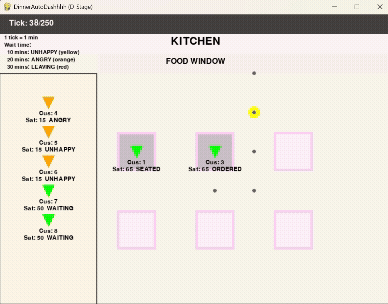 DinnerAutoDashhhh (D-Stage)
Tick: 38/250
1 tick = 1 min
Wait time:
10 mins: UNHAPPY (yellow)
20 mins: ANGRY (orange)
30 mins: LEAVING (red)
KITCHEN
FOOD WINDOW
Cus: 4
Sat: 15 ANGRY
Cus: 5
Sat: 15 UNHAPPY
Cus: 6
Sat: 15 UNHAPPY
Cus: 7
Sat: 50 WAITING
Cus: 8
Sat: 50 WAITING
Cus: 1
Sat: 65 SEATED
Cus: 3
Sat: 65 ORDERED